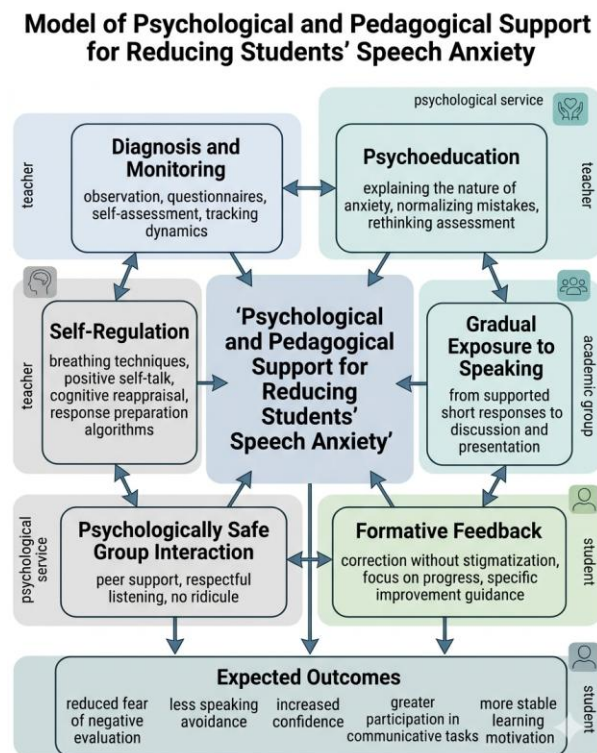 Model of Psychological and Pedagogical Support
for Reducing Students' Speech Anxiety
psychological service
teacher
Diagnosis and
Monitoring
observation, questionnaires,
self-assessment, tracking
dynamics
Psychoeducation
explaining the nature of
anxiety, normalizing mistakes,
rethinking assessment
teacher
teacher
Self-Regulation
breathing techniques,
positive self-talk,
cognitive reappraisal,
response preparation
algorithms
'Psychological
and Pedagogical
Support for
Reducing
Students'
Speech Anxiety'
Gradual
Exposure to
Speaking
from supported
short responses to
discussion and
presentation
academic group
psychological
service
Psychologically Safe
Group Interaction
peer support, respectful
listening, no ridicule
Formative Feedback
correction without stigmatization,
focus on progress, specific
improvement guidance
student
Expected Outcomes
reduced fear
of negative
evaluation
less speaking
avoidance
increased
confidence
greater
participation in
communicative tasks
more stable
learning
motivation
student